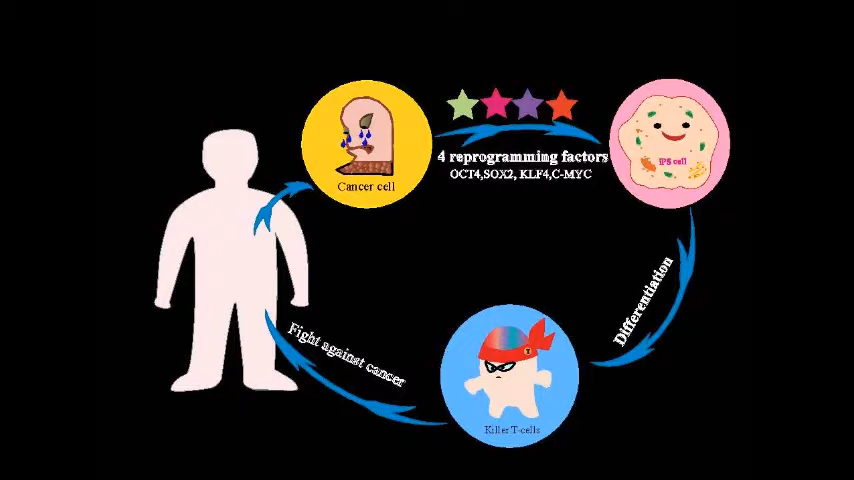 Cancer cell
4 reprogramming factors
OCT4,SOX2, KLF4,C-MYC
iPS cell
Differentiation
Killer T-cells
Fight against cancer